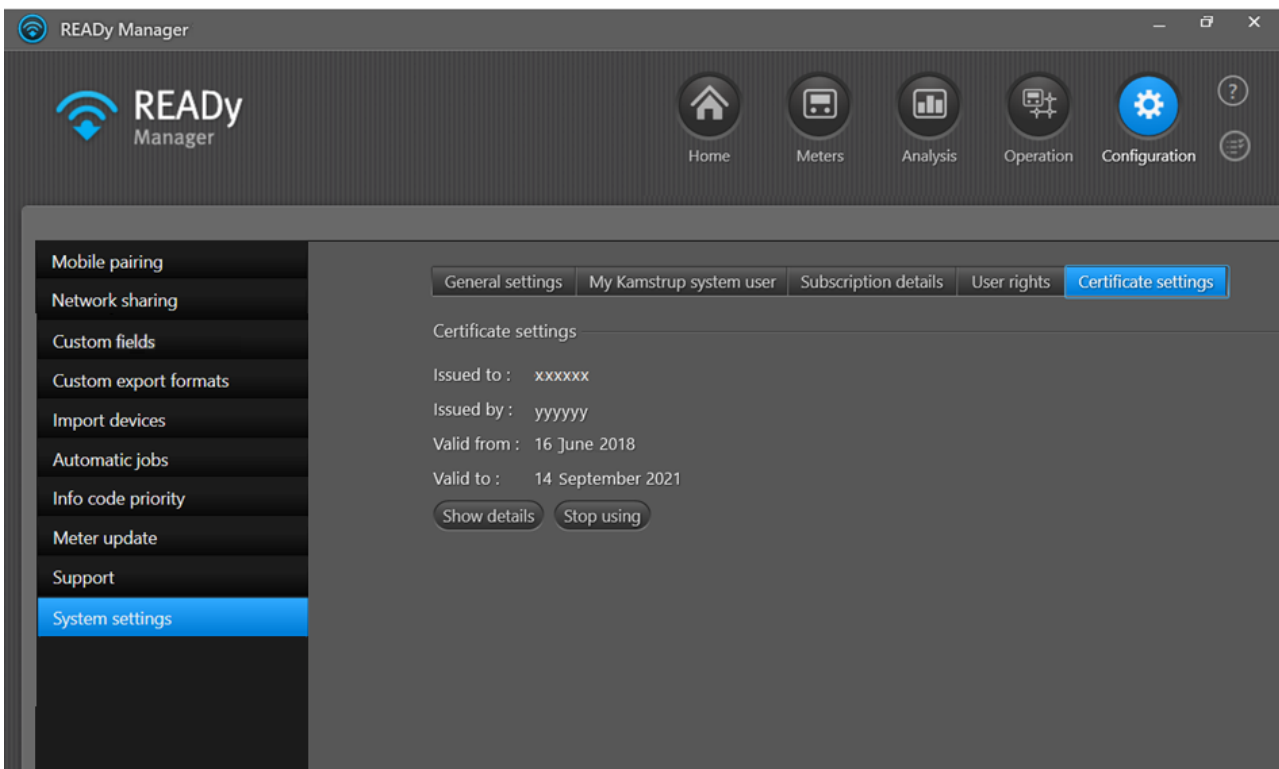 READy Manager
READy
Manager
Home Meters Analysis Operation Configuration
?
Mobile pairing
Network sharing
Custom fields
Custom export formats
Import devices
Automatic jobs
Info code priority
Meter update
Support
System settings
General settings My Kamstrup system user Subscription details User rights Certificate settings
Certificate settings
Issued to : xxxxxx
Issued by : yyyyyy
Valid from : 16 June 2018
Valid to : 14 September 2021
Show details Stop using